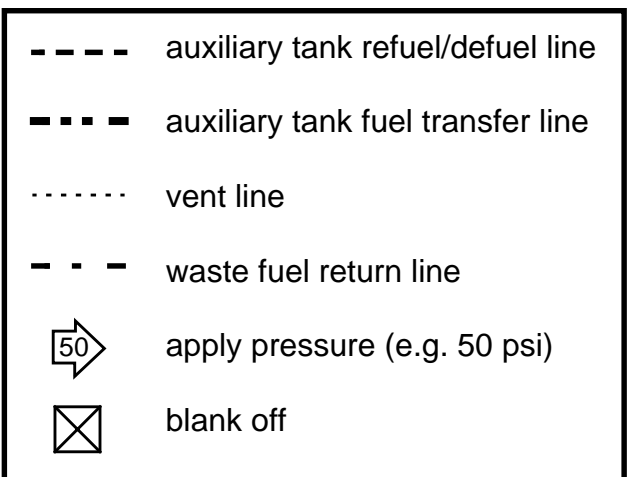 auxiliary tank refuel/defuel line
auxiliary tank fuel transfer line
vent line
waste fuel return line
50 apply pressure (e.g. 50 psi)
blank off